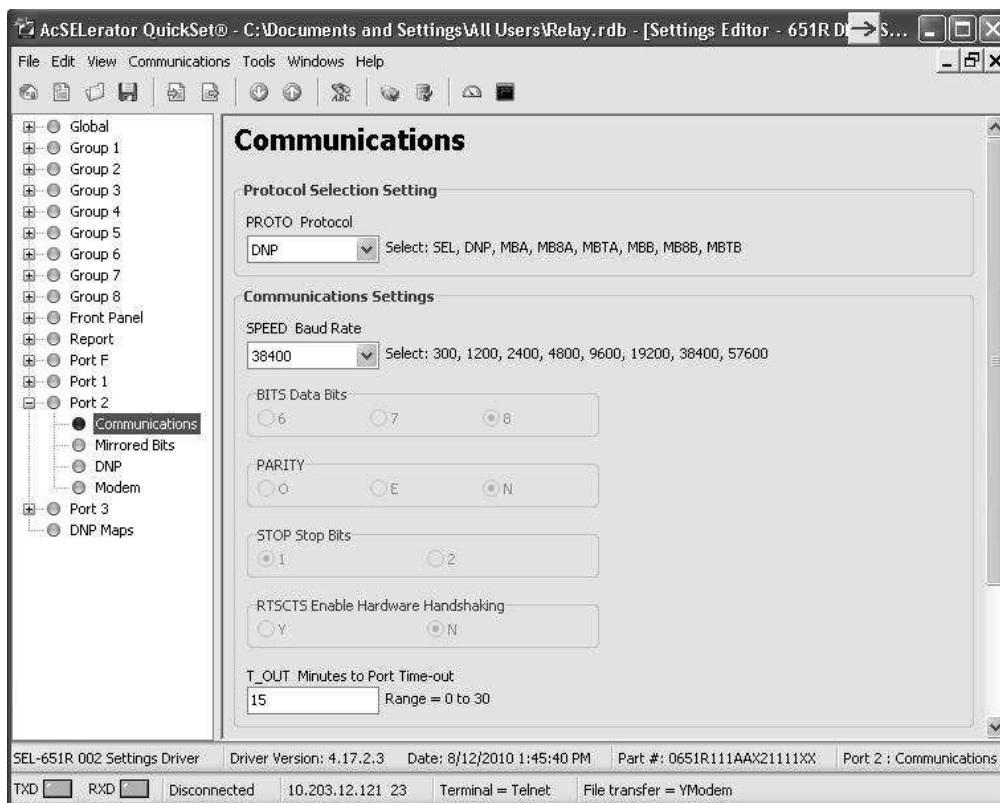 AcSELerator QuickSet® - C:\Documents and Settings\All Users\Relay.rdb - [Settings Editor - 651R D S...
File Edit View Communications Tools Windows Help
Global
Group 1
Group 2
Group 3
Group 4
Group 5
Group 6
Group 7
Group 8
Front Panel
Report
Port F
Port 1
Port 2
Communications
Mirrored Bits
DNP
Modem
Port 3
DNP Maps
Communications
Protocol Selection Setting
PROTO Protocol
DNP Select: SEL, DNP, MBA, MB8A, MBTA, MBB, MB8B, MBTB
Communications Settings
SPEED Baud Rate
38400 Select: 300, 1200, 2400, 4800, 9600, 19200, 38400, 57600
BITS Data Bits
6 7 8
PARITY
O E N
STOP Stop Bits
1 2
RTSCTS Enable Hardware Handshaking
Y N
T_OUT Minutes to Port Time-out
15 Range = 0 to 30
SEL-651R 002 Settings Driver Driver Version: 4.17.2.3 Date: 8/12/2010 1:45:40 PM Part #: 0651R111AAX21111XX Port 2 : Communications
TXD RXD Disconnected 10.203.12.121 23 Terminal = Telnet File transfer = YModem